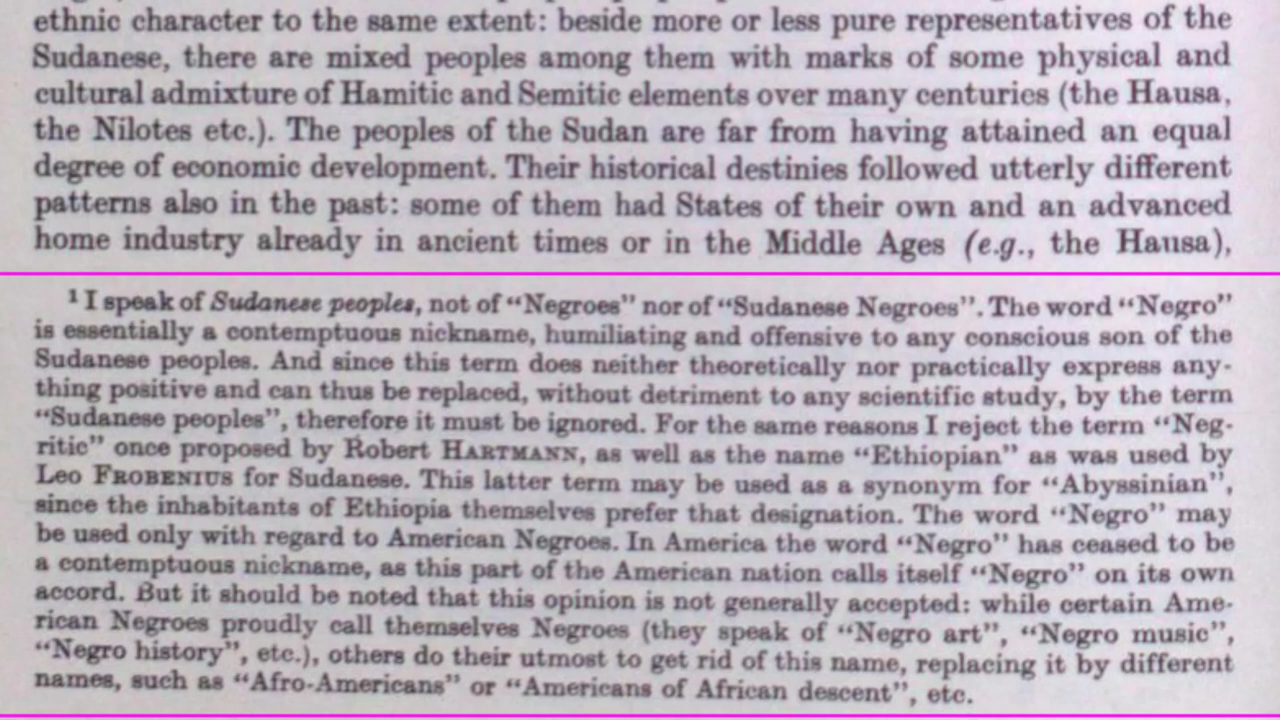 ethnic character to the same extent: beside more or less pure representatives of the
Sudanese, there are mixed peoples among them with marks of some physical and
cultural admixture of Hamitic and Semitic elements over many centuries (the Hausa,
the Nilotes etc.). The peoples of the Sudan are far from having attained an equal
degree of economic development. Their historical destinies followed utterly different
patterns also in the past: some of them had States of their own and an advanced
home industry already in ancient times or in the Middle Ages (e.g., the Hausa),
¹ I speak of Sudanese peoples, not of “Negroes” nor of “Sudanese Negroes”. The word “Negro”
is essentially a contemptuous nickname, humiliating and offensive to any conscious son of the
Sudanese peoples. And since this term does neither theoretically nor practically express any-
thing positive and can thus be replaced, without detriment to any scientific study, by the term
“Sudanese peoples”, therefore it must be ignored. For the same reasons I reject the term “Neg-
ritic” once proposed by Robert HARTMANN, as well as the name “Ethiopian” as was used by
Leo FROBENIUS for Sudanese. This latter term may be used as a synonym for “Abyssinian”,
since the inhabitants of Ethiopia themselves prefer that designation. The word “Negro” may
be used only with regard to American Negroes. In America the word “Negro” has ceased to be
a contemptuous nickname, as this part of the American nation calls itself “Negro” on its own
accord. But it should be noted that this opinion is not generally accepted: while certain Ame-
rican Negroes proudly call themselves Negroes (they speak of “Negro art”, “Negro music”,
“Negro history”, etc.), others do their utmost to get rid of this name, replacing it by different
names, such as “Afro-Americans” or “Americans of African descent”, etc.